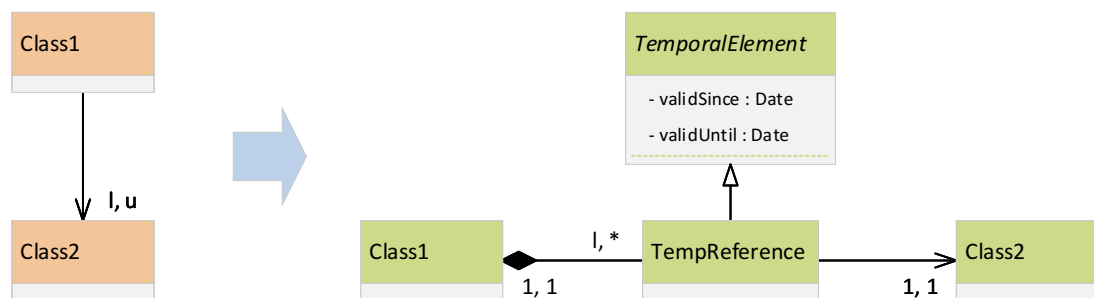 Class1
l, u
Class2
TemporalElement
- validSince : Date
- validUntil : Date
Class1
1, 1
l, *
TempReference
1, 1
Class2